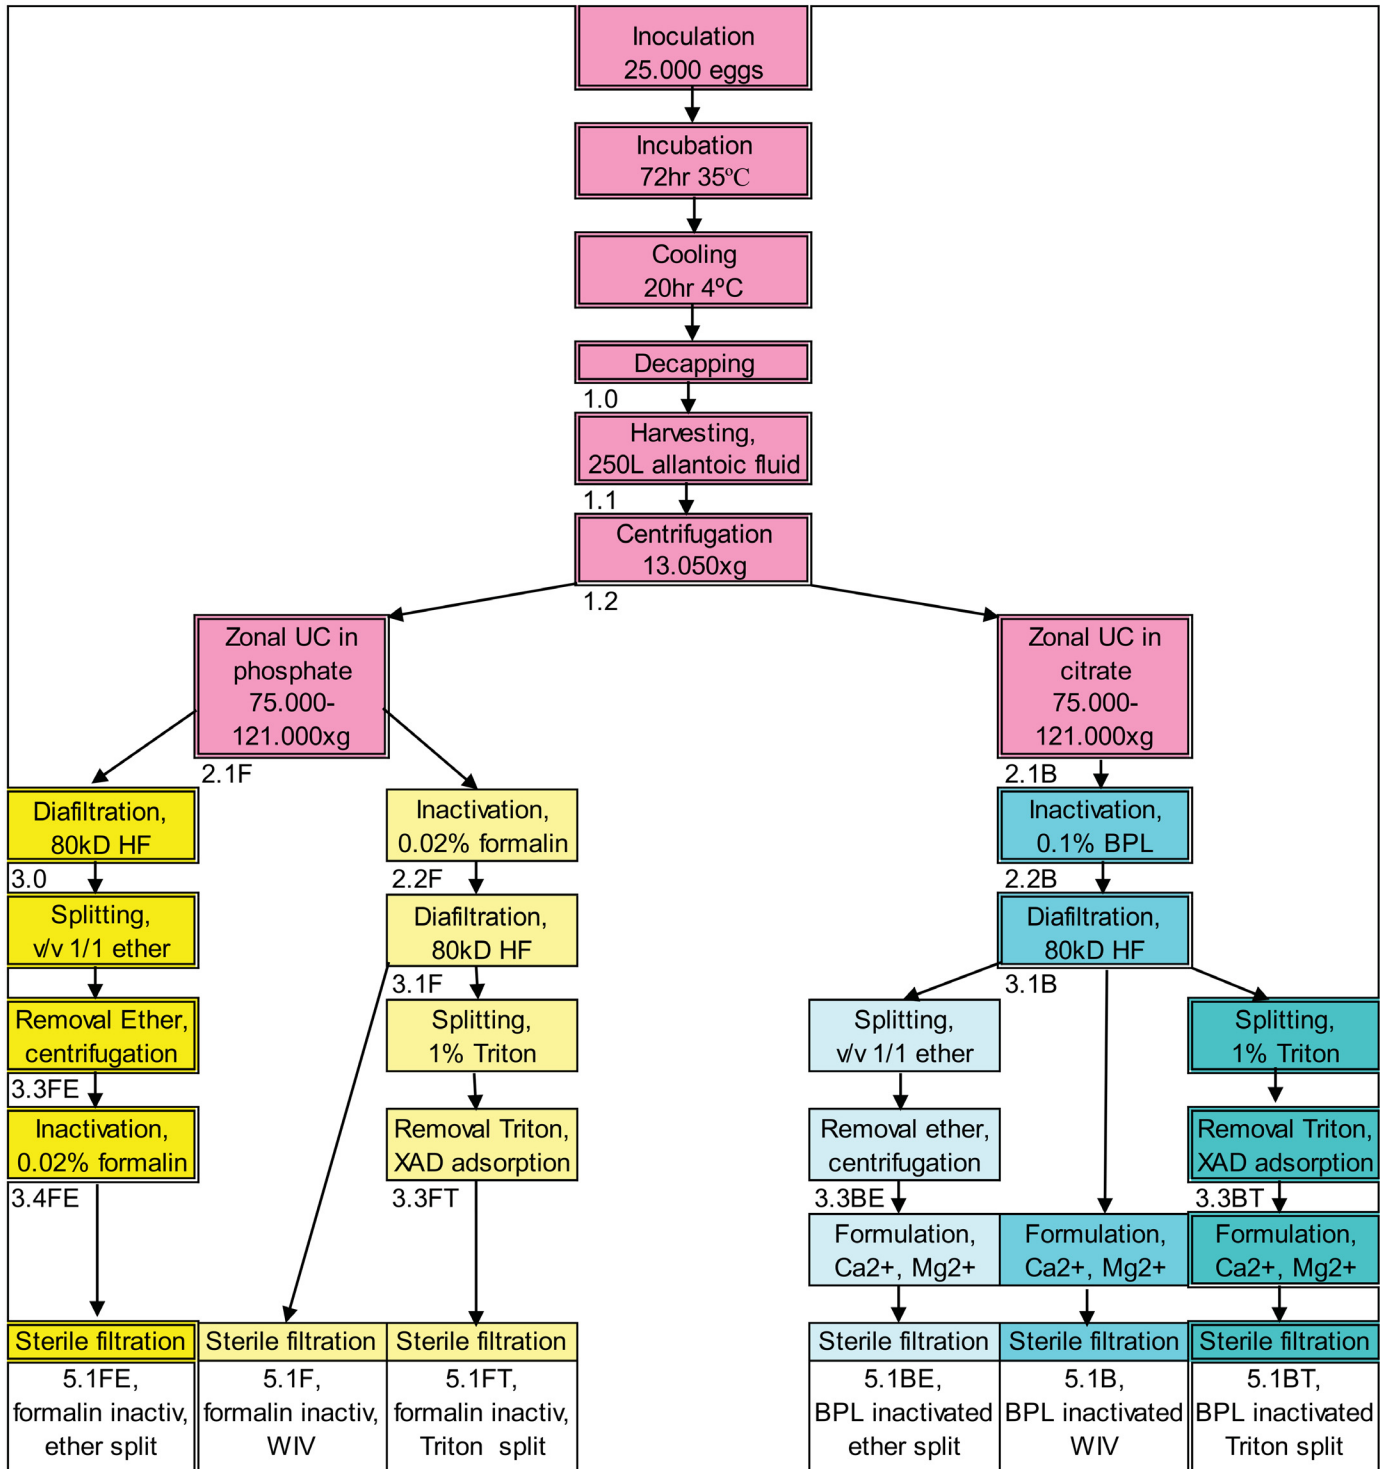 Inoculation
25.000 eggs
Incubation
72hr 35ºC
Cooling
20hr 4ºC
Decapping
1.0
Harvesting,
250L allantoic fluid
1.1
Centrifugation
13.050xg
1.2
Zonal UC in
phosphate
75.000-
121.000xg
2.1F
Zonal UC in
citrate
75.000-
121.000xg
2.1B
Diafiltration,
80kD HF
3.0
Splitting,
v/v 1/1 ether
Removal Ether,
centrifugation
3.3FE
Inactivation,
0.02% formalin
3.4FE
Sterile filtration
5.1FE,
formalin inactiv,
ether split
Inactivation,
0.02% formalin
2.2F
Diafiltration,
80kD HF
3.1F
Splitting,
1% Triton
Removal Triton,
XAD adsorption
3.3FT
Sterile filtration
5.1F,
formalin inactiv,
WIV
Sterile filtration
5.1FT,
formalin inactiv,
Triton split
Inactivation,
0.1% BPL
2.2B
Diafiltration,
80kD HF
3.1B
Splitting,
v/v 1/1 ether
Removal ether,
centrifugation
3.3BE
Formulation,
Ca2+, Mg2+
Sterile filtration
5.1BE,
BPL inactivated
ether split
Formulation,
Ca2+, Mg2+
Sterile filtration
5.1B,
BPL inactivated
WIV
Splitting,
1% Triton
Removal Triton,
XAD adsorption
3.3BT
Formulation,
Ca2+, Mg2+
Sterile filtration
5.1BT,
BPL inactivated
Triton split